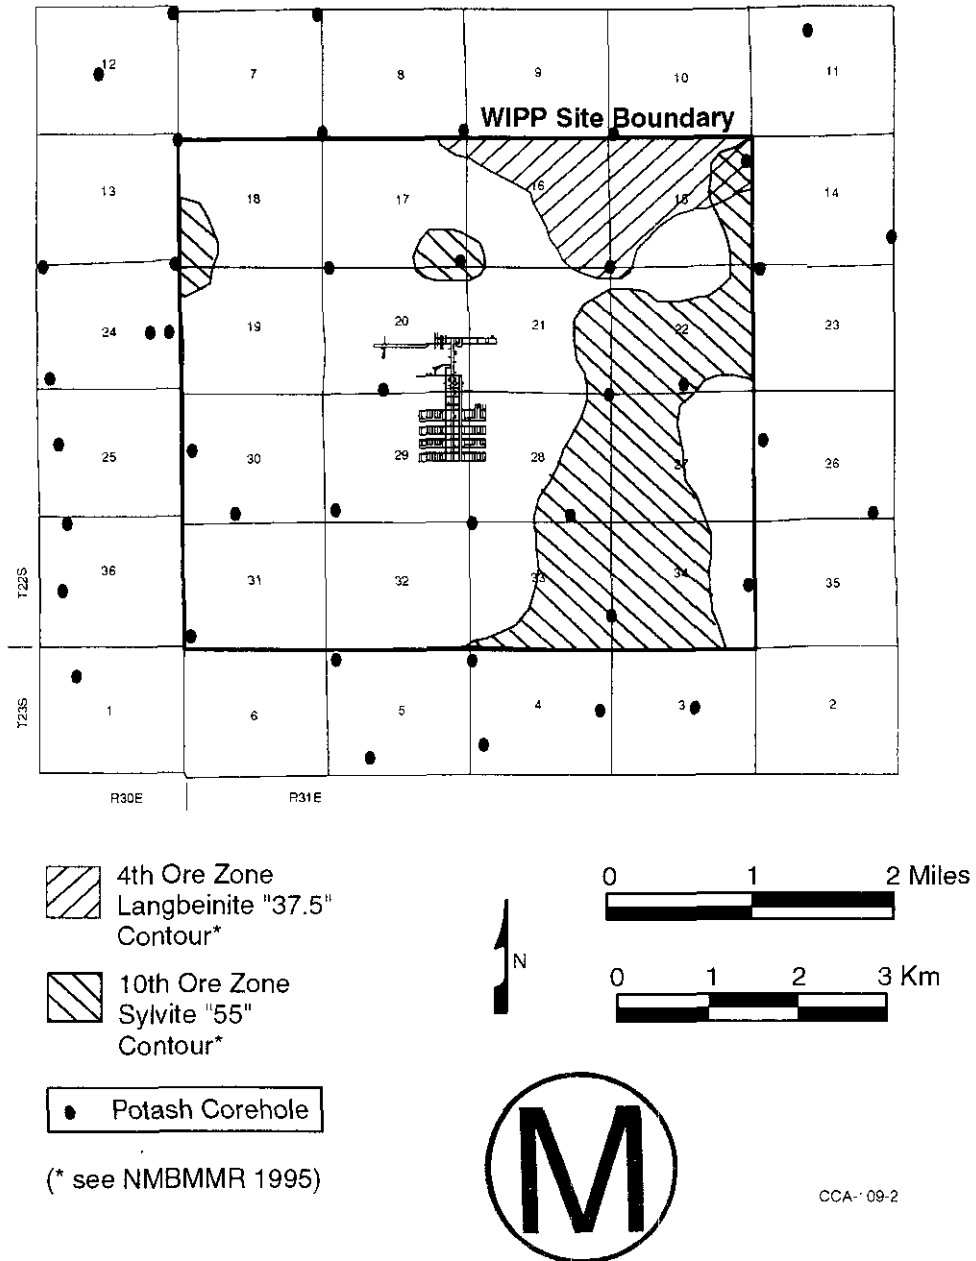 12 7 8 9 10 11
WIPP Site Boundary
13 18 17 16 15 14
24 19 20 21 22 23
25 30 29 28 27 26
T22S 36 31 32 33 34 35
T23S 1 6 5 4 3 2
R30E R31E
4th Ore Zone
Langbeinite "37.5"
Contour*
10th Ore Zone
Sylvite "55"
Contour*
Potash Corehole
(* see NMBMMR 1995)
N
0 1 2 Miles
0 1 2 3 Km
M
CCA- 09-2